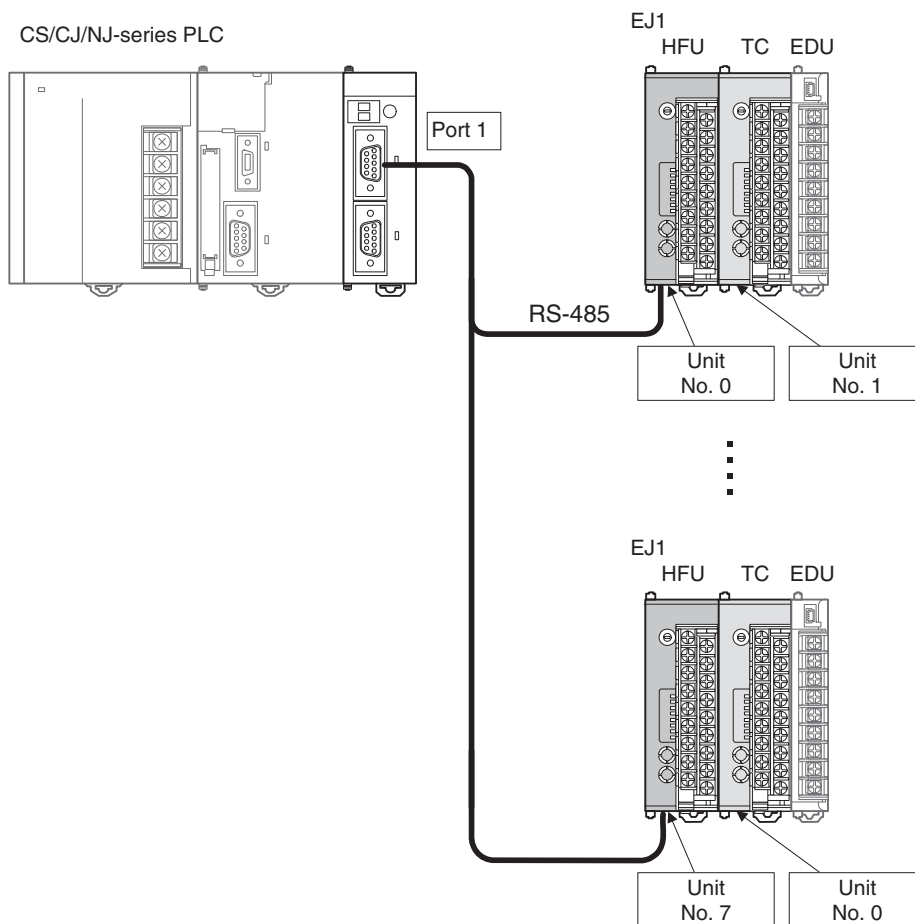 CS/CJ/NJ-series PLC
EJ1
HFU TC EDU
Port 1
RS-485
Unit
No. 0
Unit
No. 1
EJ1
HFU TC EDU
Unit
No. 7
Unit
No. 0